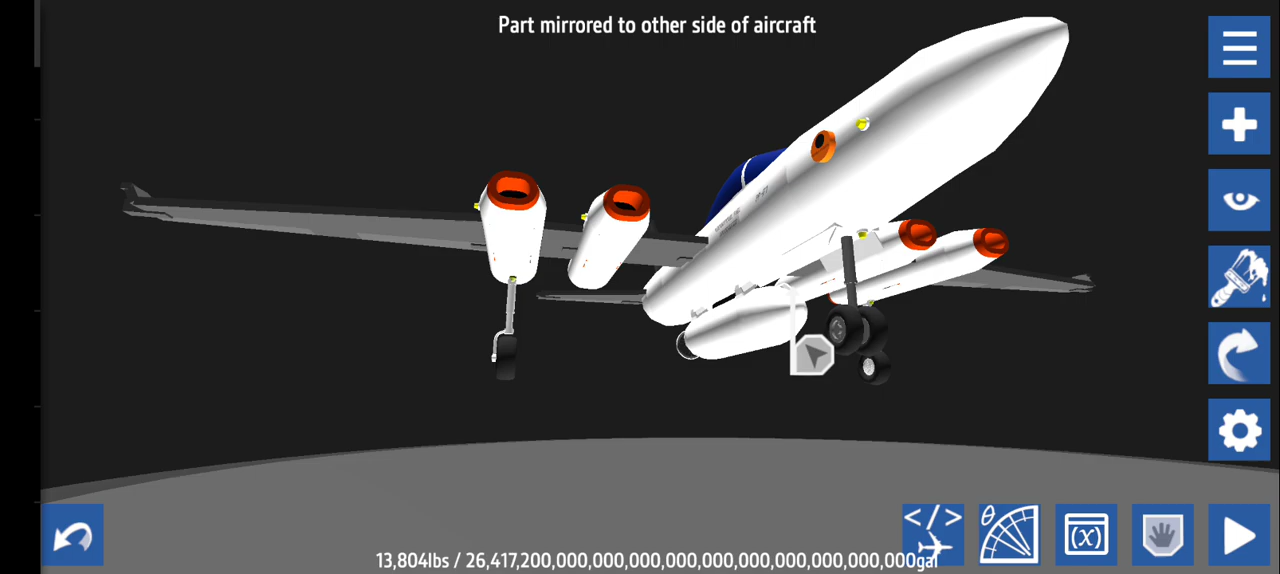 Part mirrored to other side of aircraft
</>
θ
(x)
13,804lbs / 26,417,200,000,000,000,000,000,000,000,000,000,000gal